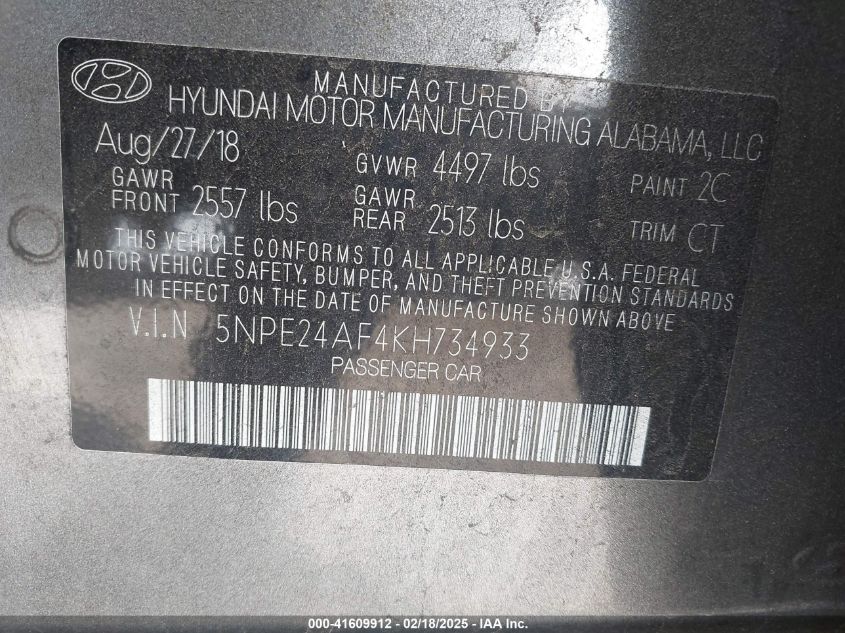 MANUFACTURED BY
HYUNDAI MOTOR MANUFACTURING ALABAMA, LLC
Aug/27/18 GVWR 4497 lbs PAINT 2C
GAWR FRONT 2557 lbs GAWR REAR 2513 lbs TRIM CT
THIS VEHICLE CONFORMS TO ALL APPLICABLE U.S.A. FEDERAL
MOTOR VEHICLE SAFETY, BUMPER, AND THEFT PREVENTION STANDARDS
IN EFFECT ON THE DATE OF MANUFACTURE SHOWN ABOVE
V.I.N 5NPE24AF4KH734933
PASSENGER CAR
000-41609912 - 02/18/2025 - © IAA Inc.